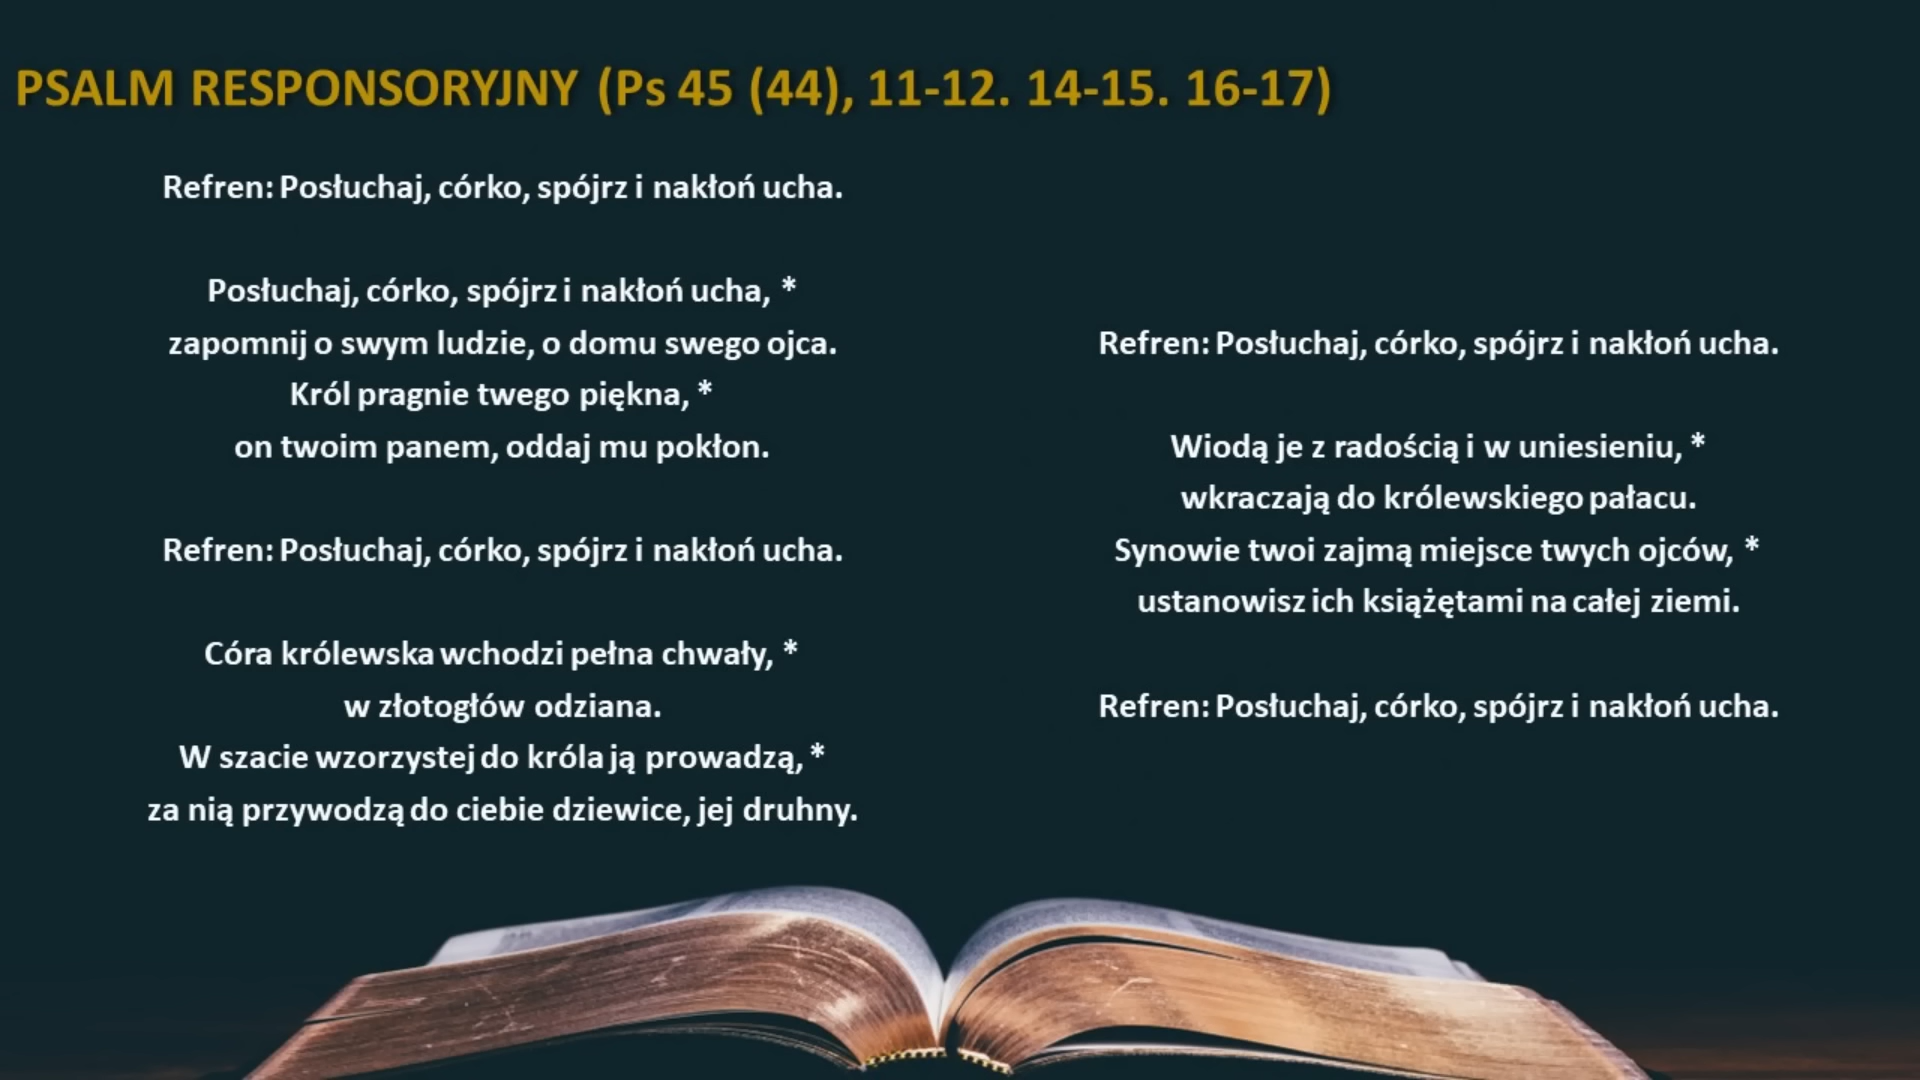 PSALM RESPONSORYJNY (Ps 45 (44), 11-12. 14-15. 16-17)
Refren: Posłuchaj, córko, spójrz i nakłoń ucha.
Posłuchaj, córko, spójrz i nakłoń ucha, *
zapomnij o swym ludzie, o domu swego ojca.
Król pragnie twego piękna, *
on twoim panem, oddaj mu pokłon.
Refren: Posłuchaj, córko, spójrz i nakłoń ucha.
Córa królewska wchodzi pełna chwały, *
w złotogłów odziana.
W szacie wzorzystej do króla ją prowadzą, *
za nią przywodzą do ciebie dziewice, jej druhny.
Refren: Posłuchaj, córko, spójrz i nakłoń ucha.
Wiodą je z radością i w uniesieniu, *
wkraczają do królewskiego pałacu.
Synowie twoi zajmą miejsce twych ojców, *
ustanowisz ich książętami na całej ziemi.
Refren: Posłuchaj, córko, spójrz i nakłoń ucha.